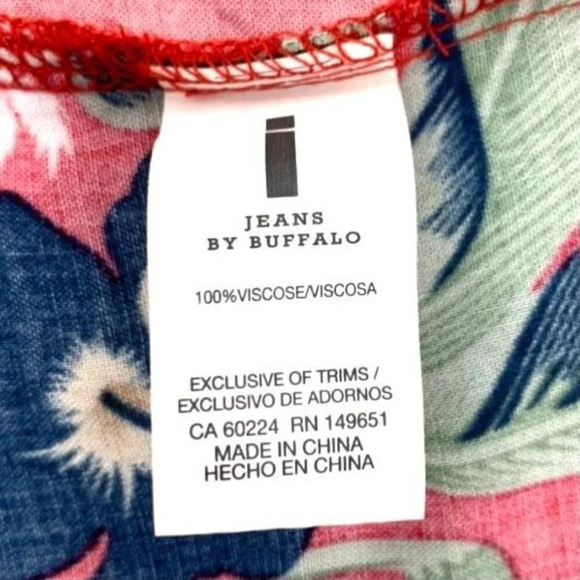 i
JEANS
BY BUFFALO
100%VISCOSE/VISCOSA
EXCLUSIVE OF TRIMS /
EXCLUSIVO DE ADORNOS
CA 60224 RN 149651
MADE IN CHINA
HECHO EN CHINA